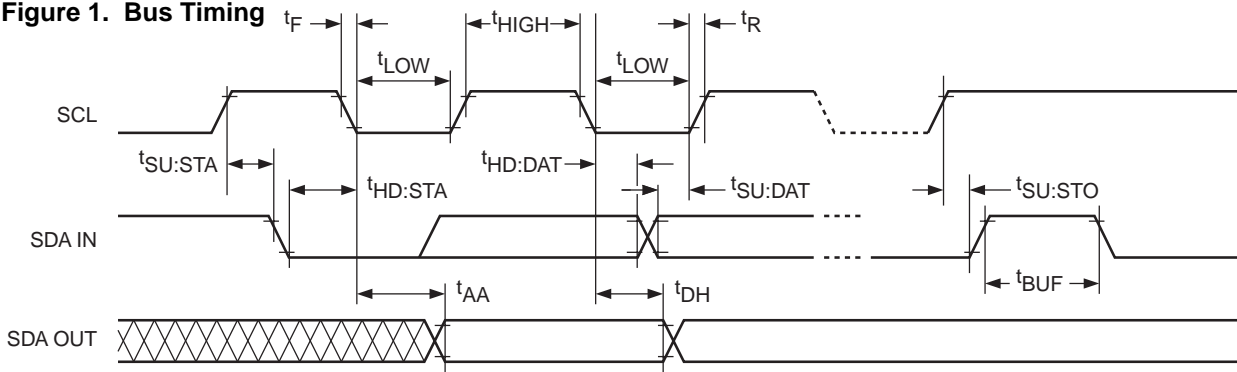 Figure 1. Bus Timing
tF
tHIGH
tR
tLOW
tLOW
SCL
tSU:STA
tHD:STA
tHD:DAT
tSU:DAT
tSU:STO
SDA IN
tBUF
tAA
tDH
SDA OUT